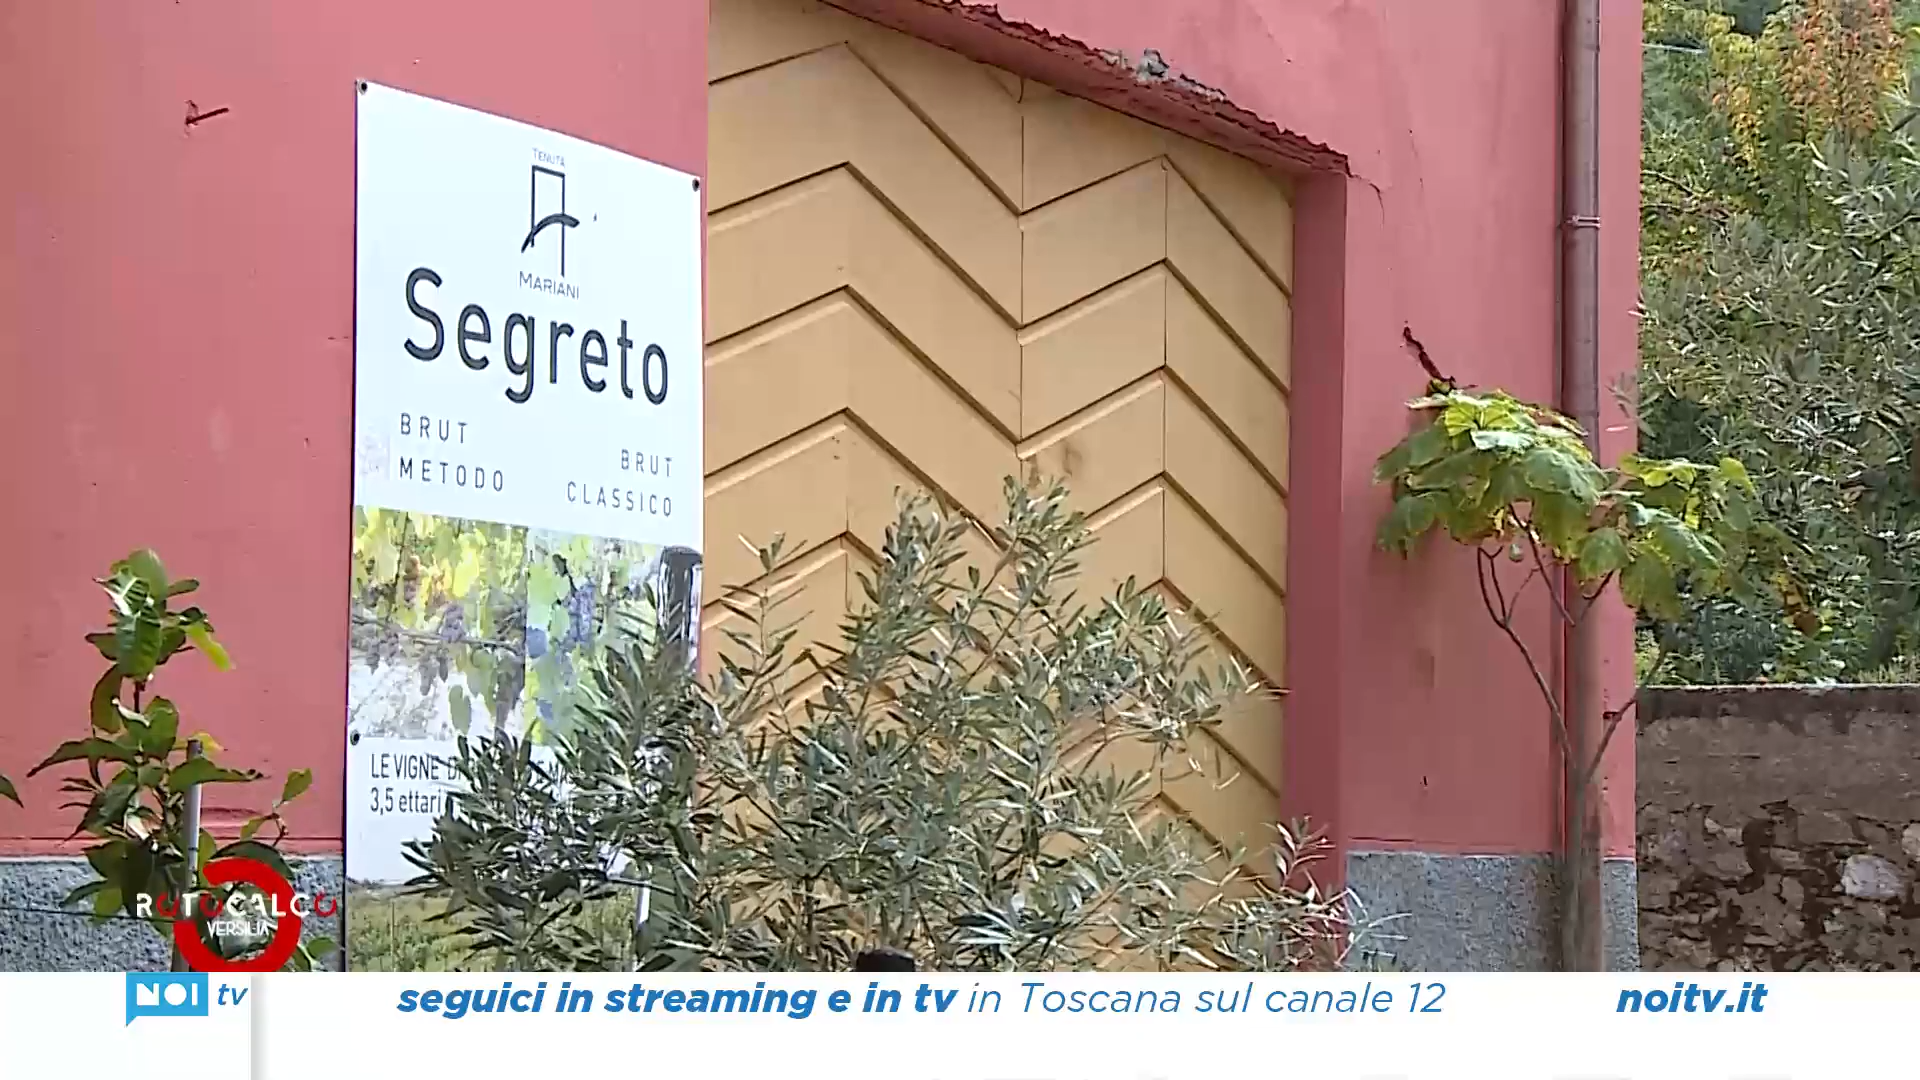 TENUTA
MARIANI
Segreto
BRUT
METODO
BRUT
CLASSICO
LE VIGNE
3,5 ettari
ROTOCALCO
VERSILIA
NOI tv
seguici in streaming e in tv in Toscana sul canale 12
noitv.it